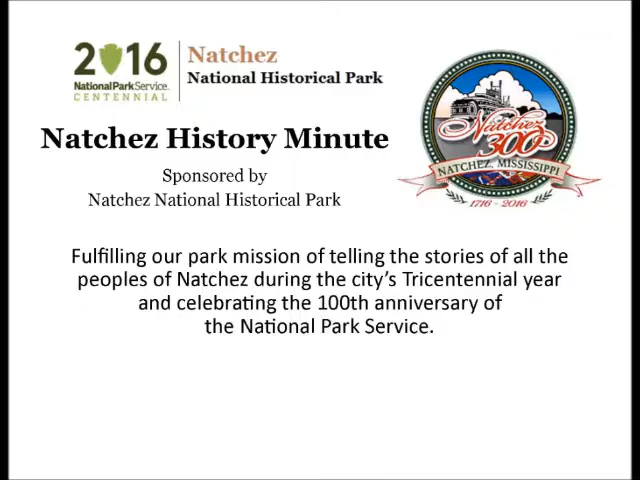 2016
National Park Service
CENTENNIAL
Natchez
National Historical Park
Natchez History Minute
Sponsored by
Natchez National Historical Park
Natchez
300
NATCHEZ, MISSISSIPPI
1716 - 2016
Fulfilling our park mission of telling the stories of all the
peoples of Natchez during the city's Tricentennial year
and celebrating the 100th anniversary of
the National Park Service.